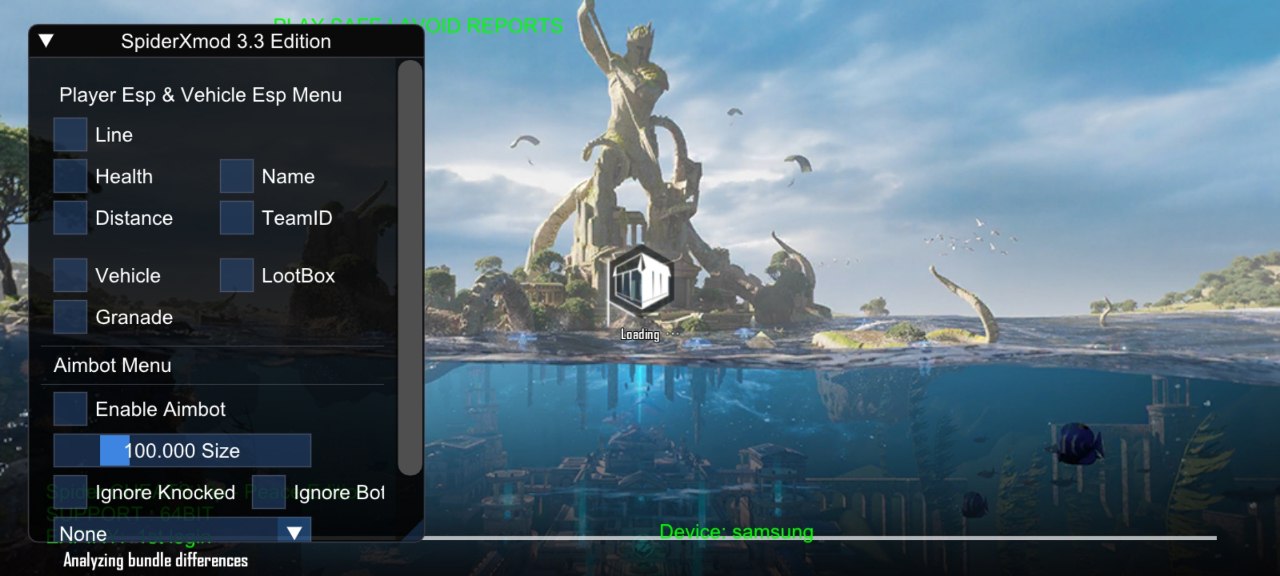 PLAY SAFE : AVOID REPORTS
SpiderXmod 3.3 Edition
Player Esp & Vehicle Esp Menu
Line
Health Name
Distance TeamID
Vehicle LootBox
Granade
Loading
Aimbot Menu
Enable Aimbot
100.000 Size
Ignore Knocked Ignore Bot
SUPPORT : 64BIT
None
Device: samsung
Analyzing bundle differences